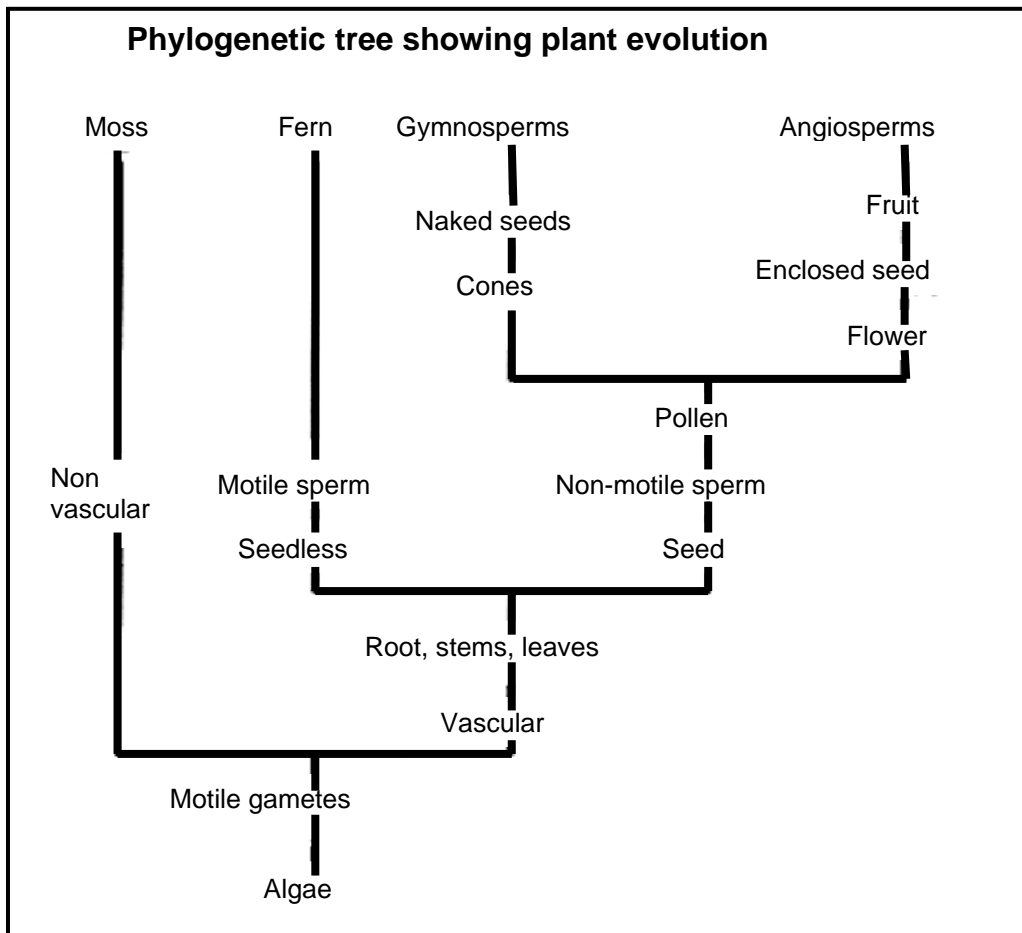 Phylogenetic tree showing plant evolution
Moss
Fern
Gymnosperms
Angiosperms
Fruit
Naked seeds
Enclosed seed
Cones
Flower
Pollen
Non
vascular
Motile sperm
Non-motile sperm
Seedless
Seed
Root, stems, leaves
Vascular
Motile gametes
Algae